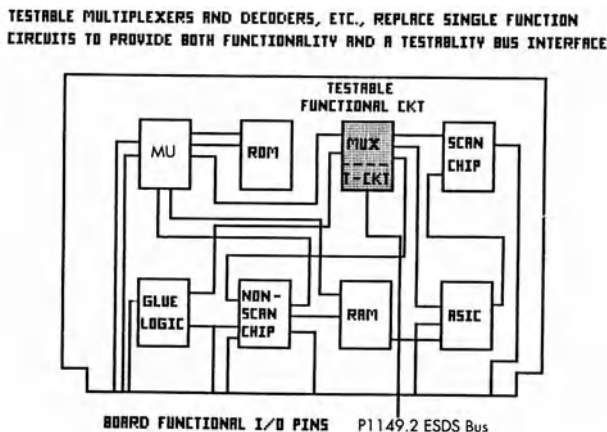 TESTABLE MULTIPLEXERS AND DECODERS, ETC., REPLACE SINGLE FUNCTION
CIRCUITS TO PROVIDE BOTH FUNCTIONALITY AND A TESTABLITY BUS INTERFACE
TESTABLE
FUNCTIONAL CKT
MU
ROM
MUX
T-CKT
SCAN
CHIP
GLUE
LOGIC
NON-
SCAN
CHIP
RAM
ASIC
BOARD FUNCTIONAL I/O PINS
P1149.2 ESDS Bus